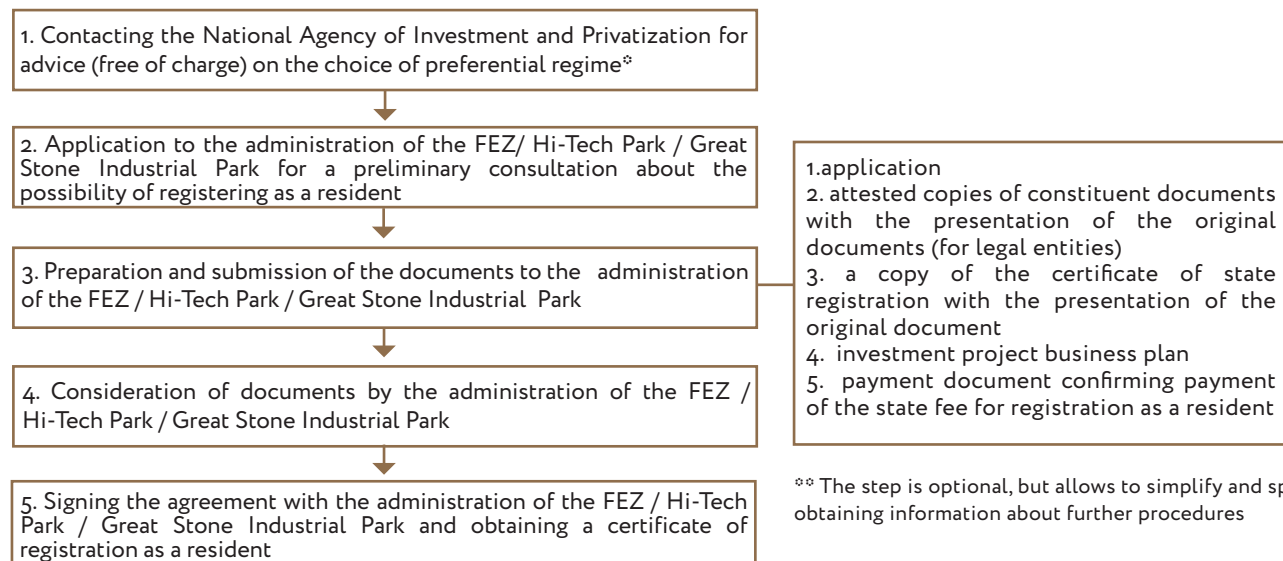 1. Contacting the National Agency of Investment and Privatization for
advice (free of charge) on the choice of preferential regime*
2. Application to the administration of the FEZ/ Hi-Tech Park / Great
Stone Industrial Park for a preliminary consultation about the
possibility of registering as a resident
3. Preparation and submission of the documents to the administration
of the FEZ / Hi-Tech Park / Great Stone Industrial Park
4. Consideration of documents by the administration of the FEZ /
Hi-Tech Park / Great Stone Industrial Park
5. Signing the agreement with the administration of the FEZ / Hi-Tech
Park / Great Stone Industrial Park and obtaining a certificate of
registration as a resident
1.application
2. attested copies of constituent documents
with the presentation of the original
documents (for legal entities)
3. a copy of the certificate of state
registration with the presentation of the
original document
4. investment project business plan
5. payment document confirming payment
of the state fee for registration as a resident
** The step is optional, but allows to simplify and
obtaining information about further procedures